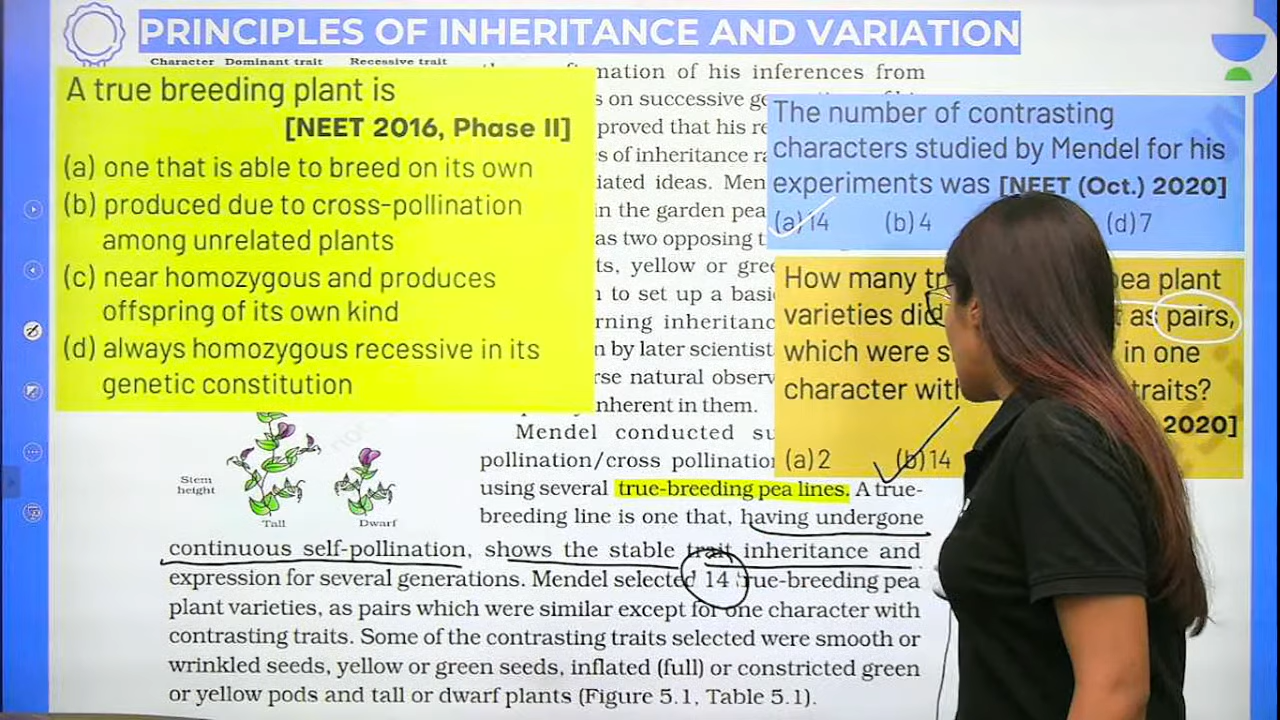 PRINCIPLES OF INHERITANCE AND VARIATION
Character Dominant trait Recessive trait
A true breeding plant is
[NEET 2016, Phase II]
(a) one that is able to breed on its own
(b) produced due to cross-pollination
among unrelated plants
(c) near homozygous and produces
offspring of its own kind
(d) always homozygous recessive in its
genetic constitution
mation of his inferences from
s on successive
proved that his
s of inheritance
iated ideas. Men
in the garden pea
as two opposing
ts, yellow or
to set up a
rning inheritance
by later scientist
rse natural
inherent in them.
The number of contrasting
characters studied by Mendel for his
experiments was [NEET (Oct.) 2020]
(a) 14 (b) 4 (d) 7
How many pea plant
varieties did as pairs,
which were in one
character traits?
2020]
(a) 2 (b) 14
Stem
height
Tall Dwarf
Mendel conducted
pollination/cross pollination
using several true-breeding pea lines. A true-
breeding line is one that, having undergone
continuous self-pollination, shows the stable trait inheritance and
expression for several generations. Mendel selected 14 true-breeding pea
plant varieties, as pairs which were similar except for one character with
contrasting traits. Some of the contrasting traits selected were smooth or
wrinkled seeds, yellow or green seeds, inflated (full) or constricted green
or yellow pods and tall or dwarf plants (Figure 5.1, Table 5.1).